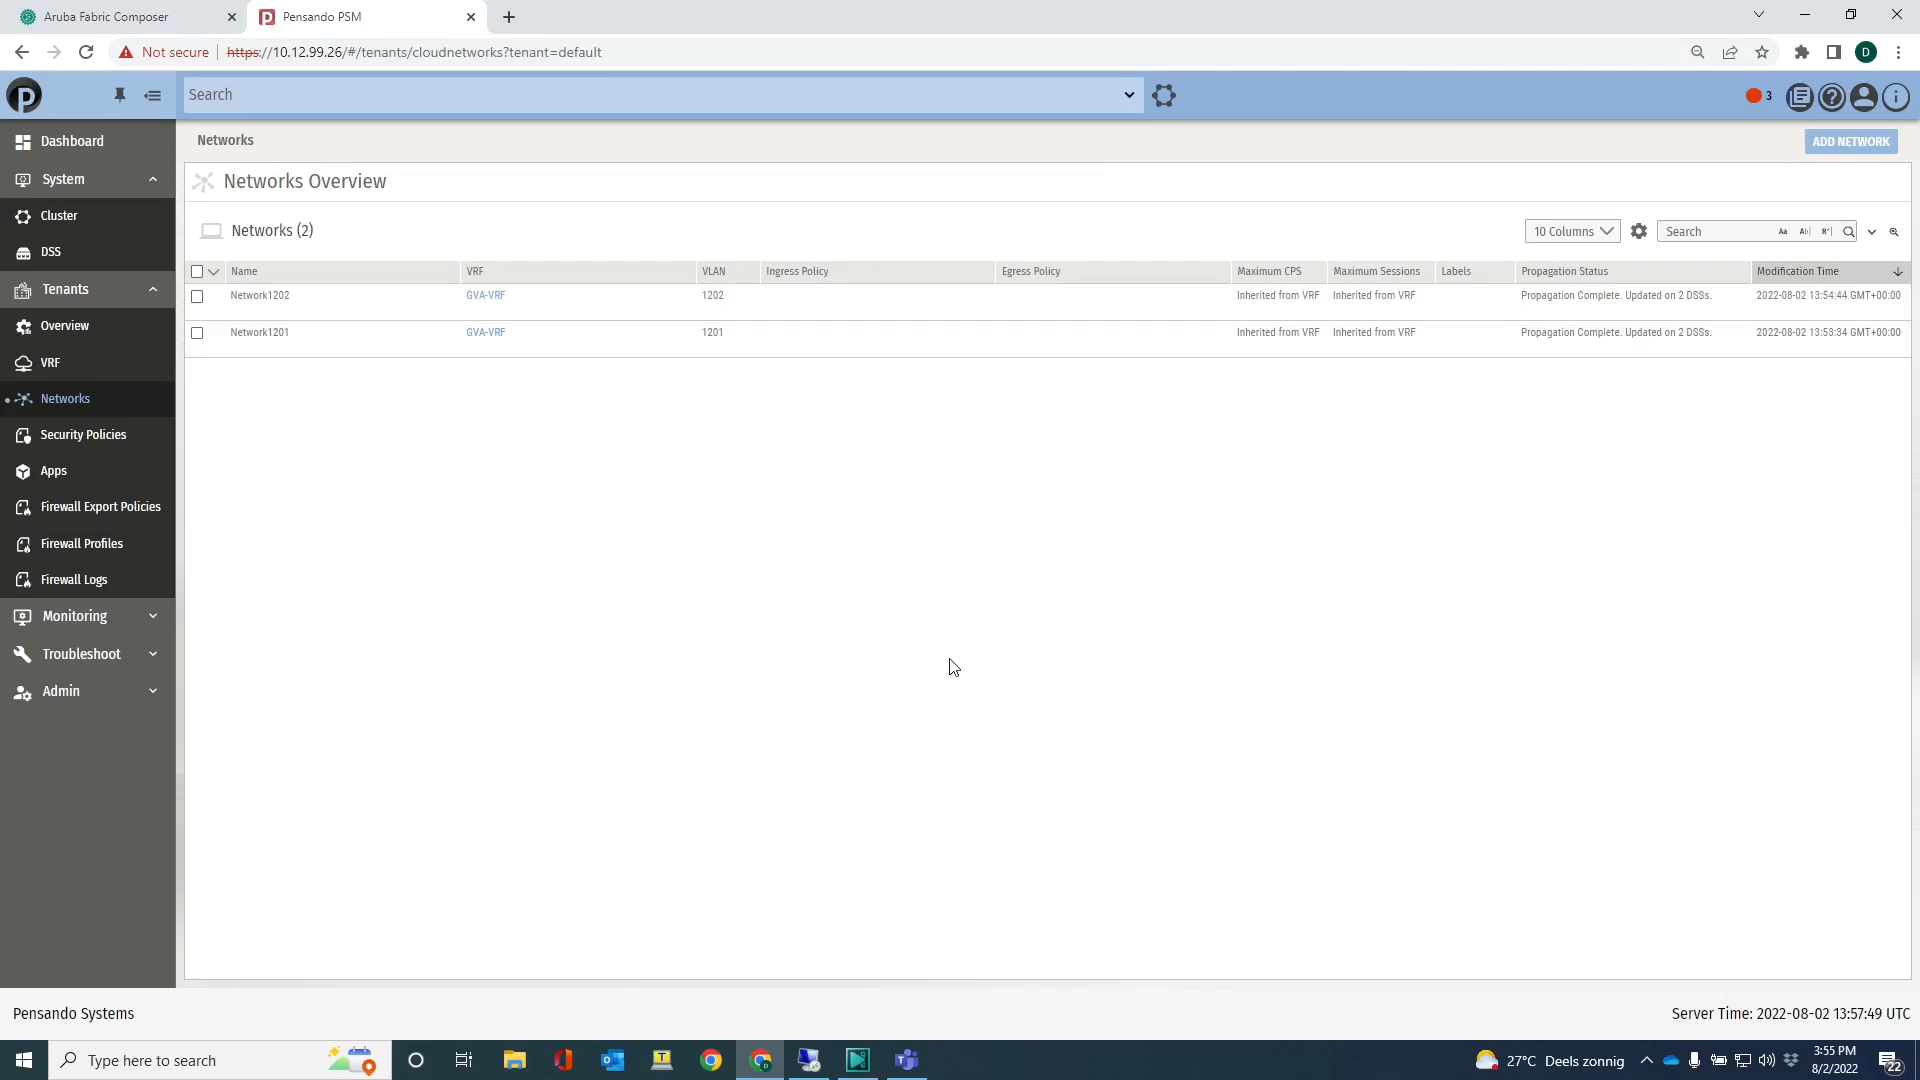 Aruba Fabric Composer
Pensando PSM
Not secure https://10.12.99.26/#/tenants/cloudnetworks?tenant=default
D
Search
3
Dashboard
System
Cluster
DSS
Tenants
Overview
VRF
Networks
Security Policies
Apps
Firewall Export Policies
Firewall Profiles
Firewall Logs
Monitoring
Troubleshoot
Admin
Networks
ADD NETWORK
Networks Overview
Networks (2)
10 Columns
Search
Name VRF VLAN Ingress Policy Egress Policy Maximum CPS Maximum Sessions Labels Propagation Status Modification Time
Network1202 GVA-VRF 1202 Inherited from VRF Inherited from VRF Propagation Complete. Updated on 2 DSSs. 2022-08-02 13:54:44 GMT+00:00
Network1201 GVA-VRF 1201 Inherited from VRF Inherited from VRF Propagation Complete. Updated on 2 DSSs. 2022-08-02 13:53:34 GMT+00:00
Pensando Systems
Server Time: 2022-08-02 13:57:49 UTC
Type here to search
27°C Deels zonnig
3:55 PM
8/2/2022
22